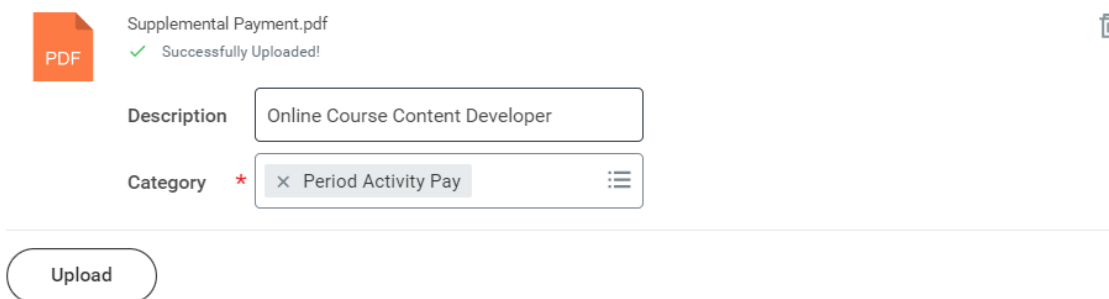 Supplemental Payment.pdf
PDF
Successfully Uploaded!
Description Online Course Content Developer
Category * × Period Activity Pay
Upload